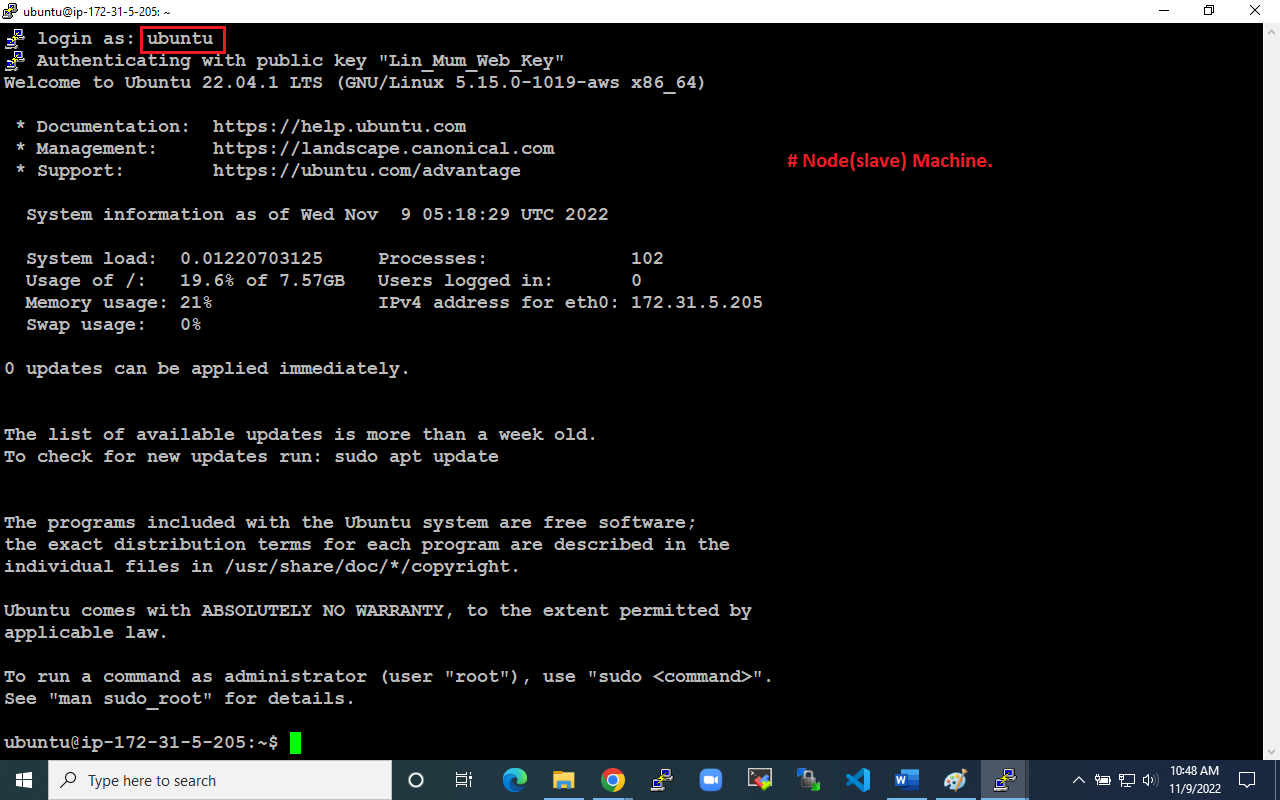 ubuntu@ip-172-31-5-205: ~
login as: ubuntu
Authenticating with public key "Lin_Mum_Web_Key"
Welcome to Ubuntu 22.04.1 LTS (GNU/Linux 5.15.0-1019-aws x86_64)
* Documentation:  https://help.ubuntu.com
* Management:     https://landscape.canonical.com
* Support:        https://ubuntu.com/advantage
# Node(slave) Machine.
System information as of Wed Nov  9 05:18:29 UTC 2022
System load:  0.01220703125     Processes:             102
Usage of /:   19.6% of 7.57GB   Users logged in:       0
Memory usage: 21%               IPv4 address for eth0: 172.31.5.205
Swap usage:   0%
0 updates can be applied immediately.
The list of available updates is more than a week old.
To check for new updates run: sudo apt update
The programs included with the Ubuntu system are free software;
the exact distribution terms for each program are described in the
individual files in /usr/share/doc/*/copyright.
Ubuntu comes with ABSOLUTELY NO WARRANTY, to the extent permitted by
applicable law.
To run a command as administrator (user "root"), use "sudo <command>".
See "man sudo_root" for details.
ubuntu@ip-172-31-5-205:~$
Type here to search
10:48 AM
11/9/2022